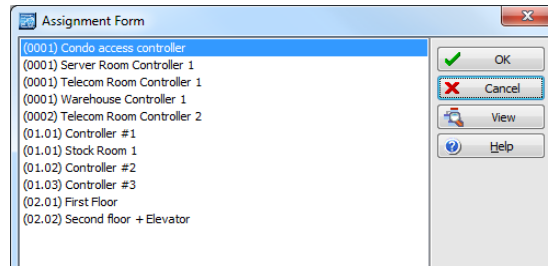 Assignment Form
(0001) Condo access controller
(0001) Server Room Controller 1
(0001) Telecom Room Controller 1
(0001) Warehouse Controller 1
(0002) Telecom Room Controller 2
(01.01) Controller #1
(01.01) Stock Room 1
(01.02) Controller #2
(01.03) Controller #3
(02.01) First Floor
(02.02) Second floor + Elevator
OK
Cancel
View
Help